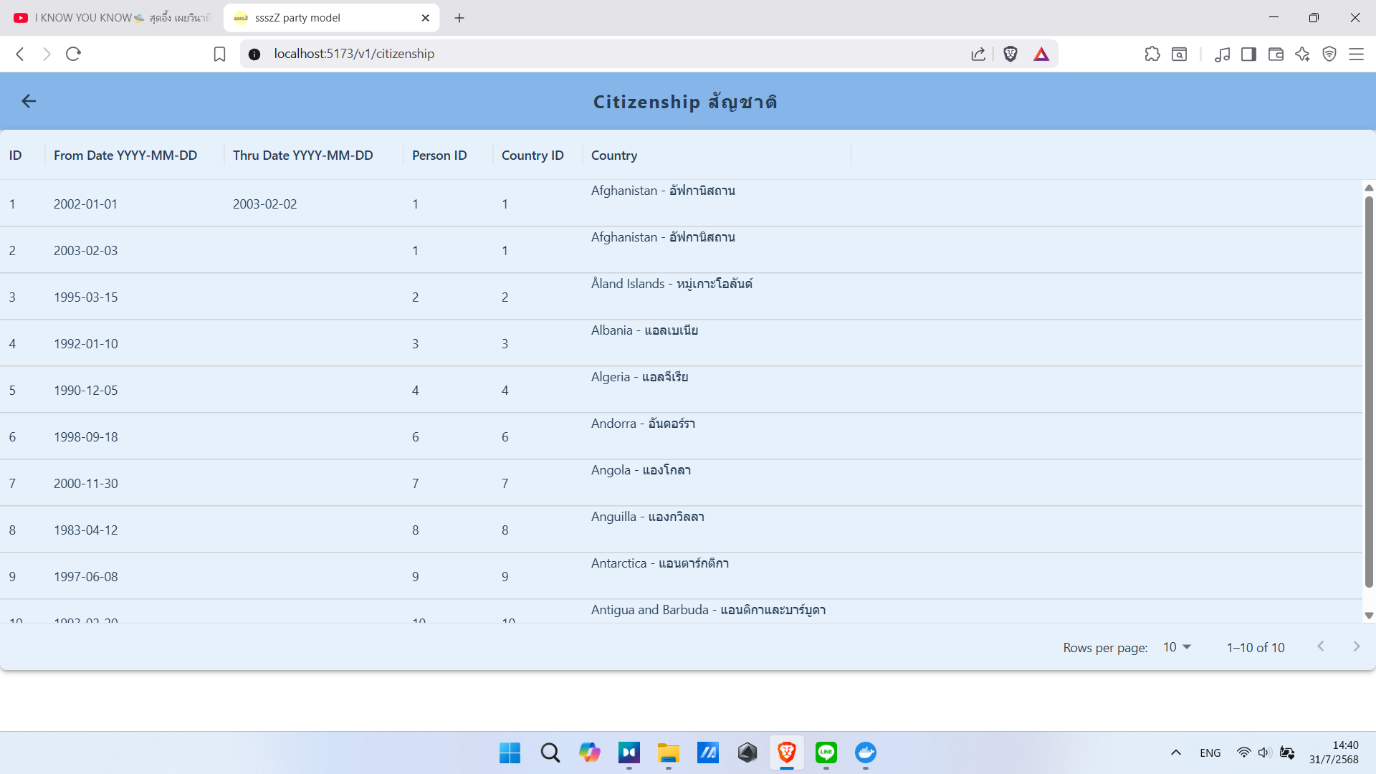 I KNOW YOU KNOW🛸 สุดอึ้ง เผยวินาที
ssszZ ssszZ party model
localhost:5173/v1/citizenship
Citizenship สัญชาติ
ID From Date YYYY-MM-DD Thru Date YYYY-MM-DD Person ID Country ID Country
1 2002-01-01 2003-02-02 1 1 Afghanistan - อัฟกานิสถาน
2 2003-02-03 1 1 Afghanistan - อัฟกานิสถาน
3 1995-03-15 2 2 Åland Islands - หมู่เกาะโอลันด์
4 1992-01-10 3 3 Albania - แอลเบเนีย
5 1990-12-05 4 4 Algeria - แอลจีเรีย
6 1998-09-18 6 6 Andorra - อันดอร์รา
7 2000-11-30 7 7 Angola - แองโกลา
8 1983-04-12 8 8 Anguilla - แองกวิลลา
9 1997-06-08 9 9 Antarctica - แอนตาร์กติกา
10 1993-02-20 10 10 Antigua and Barbuda - แอนติกาและบาร์บูดา
Rows per page: 10 1–10 of 10
ENG 14:40
31/7/2568